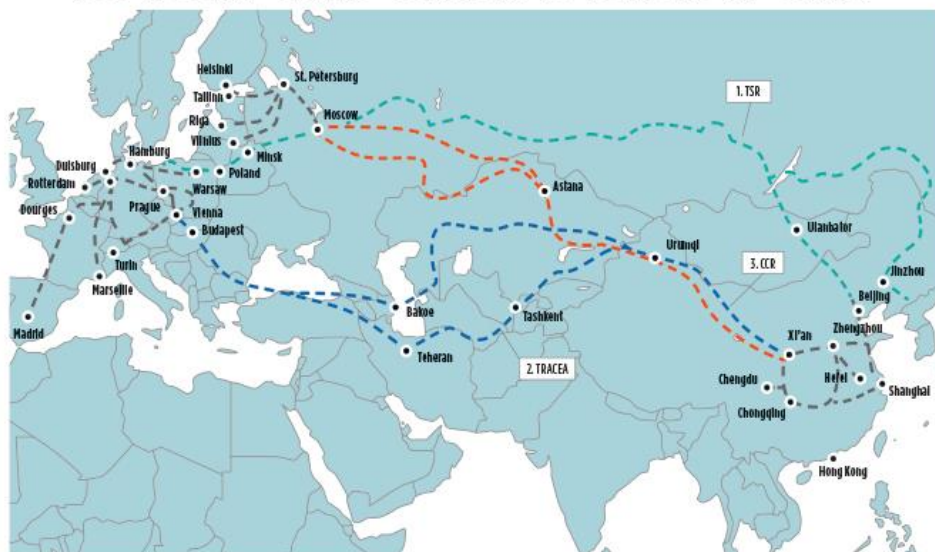 Helsinki
St. Petersburg
Tallinn
Moscow
1. TSR
Riga
Vilnius
Hamburg
Minsk
Duisburg
Poland
Rotterdam
Warsaw
Astana
Dourges
Prague
Vienna
Ulanbator
Budapest
Urumqi
Turin
3. CCR
Jinzhou
Marseille
Beijing
Madrid
Bakoe
Tashkent
Zhengzhou
Xi'an
Teheran
2. TRACEA
Chengdu
Hefei
Shanghai
Chongqing
Hong Kong